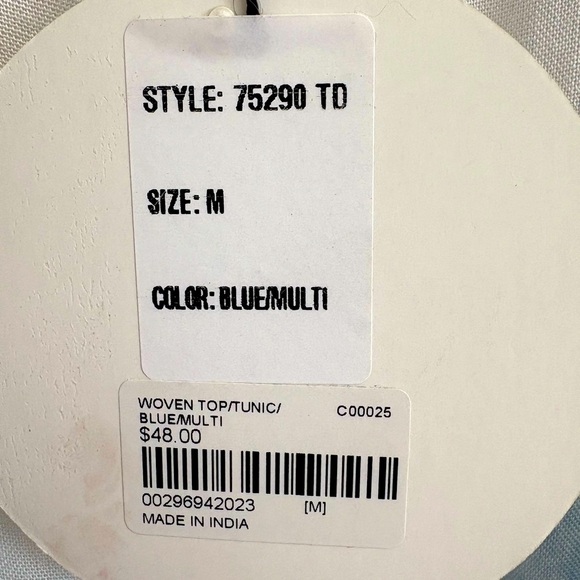 STYLE: 75290 TD
SIZE: M
COLOR: BLUE/MULTI
WOVEN TOP/TUNIC/
BLUE/MULTI
C00025
$48.00
00296942023 [M]
MADE IN INDIA